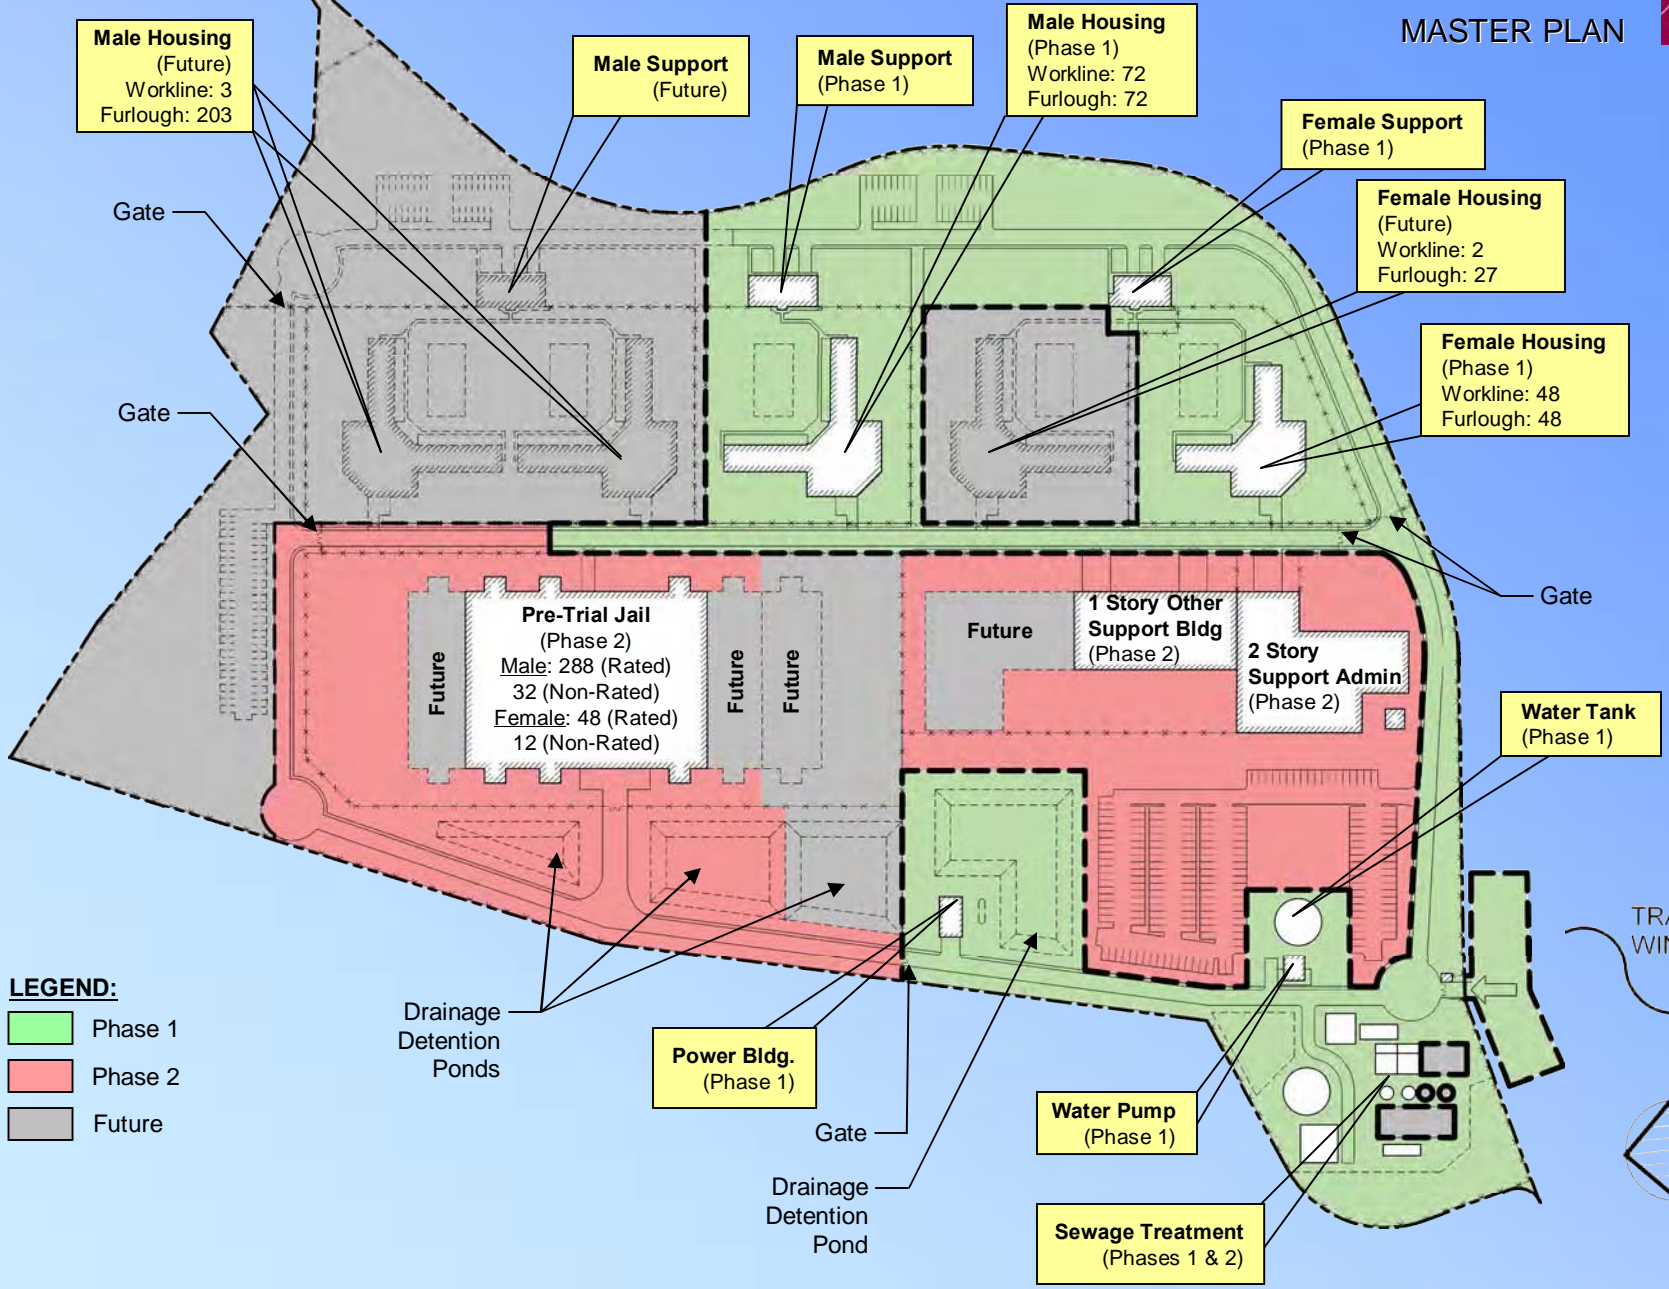 MASTER PLAN
Male Housing
(Future)
Workline: 3
Furlough: 203
Male Support
(Future)
Male Support
(Phase 1)
Male Housing
(Phase 1)
Workline: 72
Furlough: 72
Female Support
(Phase 1)
Female Housing
(Future)
Workline: 2
Furlough: 27
Female Housing
(Phase 1)
Workline: 48
Furlough: 48
Gate
Gate
Gate
Future
Pre-Trial Jail
(Phase 2)
Male: 288 (Rated)
32 (Non-Rated)
Female: 48 (Rated)
12 (Non-Rated)
Future
Future
Future
1 Story Other
Support Bldg
(Phase 2)
2 Story
Support Admin
(Phase 2)
Water Tank
(Phase 1)
LEGEND:
Phase 1
Phase 2
Future
Drainage
Detention
Ponds
Power Bldg.
(Phase 1)
Gate
Drainage
Detention
Pond
Water Pump
(Phase 1)
Sewage Treatment
(Phases 1 & 2)